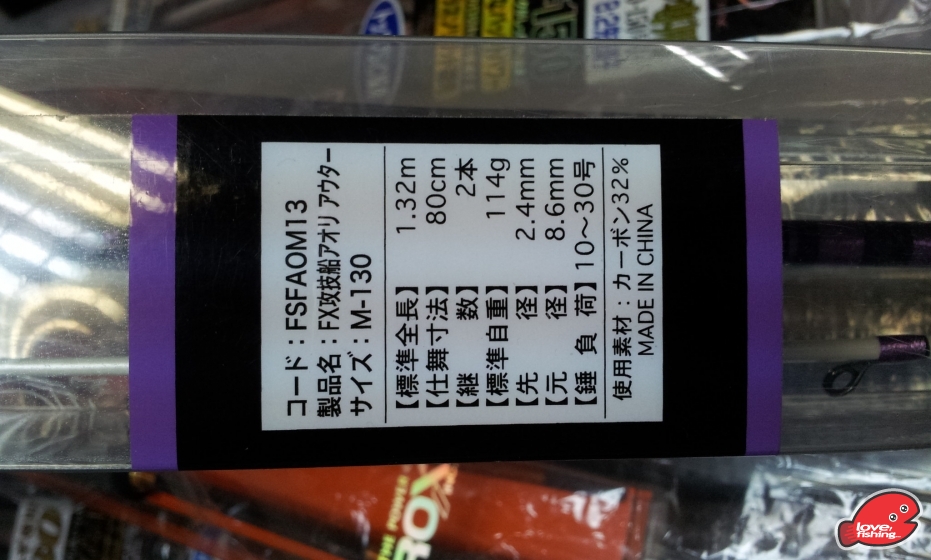 コード：FSFAOM13
製品名：FX攻技船アオリ アウター
サイズ：M-130
【標準全長】 1.32m
【仕舞寸法】 80cm
【継　　数】 2本
【標準自重】 114g
【先　　径】 2.4mm
【元　　径】 8.6mm
【錘 負 荷】 10～30号
使用素材：カーボン32%
MADE IN CHINA
THE POWER
love,
fishing...